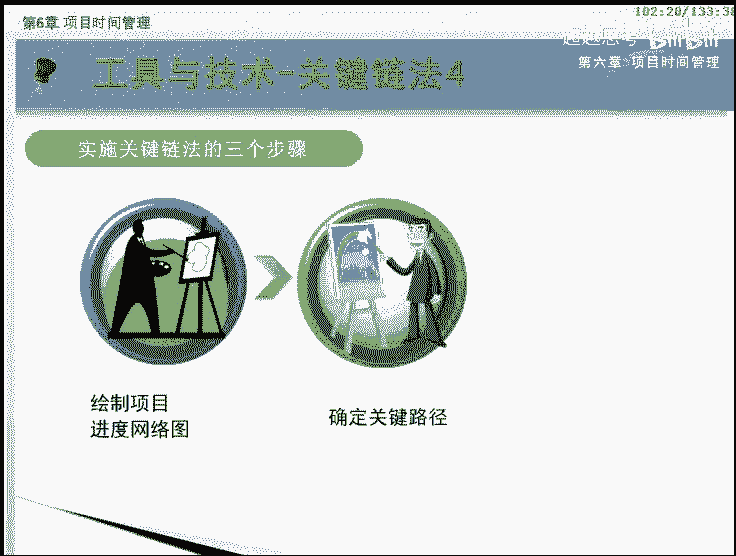 第6章 项目时间管理
102:20/133:38
bilibili
第六章 项目时间管理
工具与技术-关键链法4
实施关键链法的三个步骤
绘制项目
进度网络图
确定关键路径